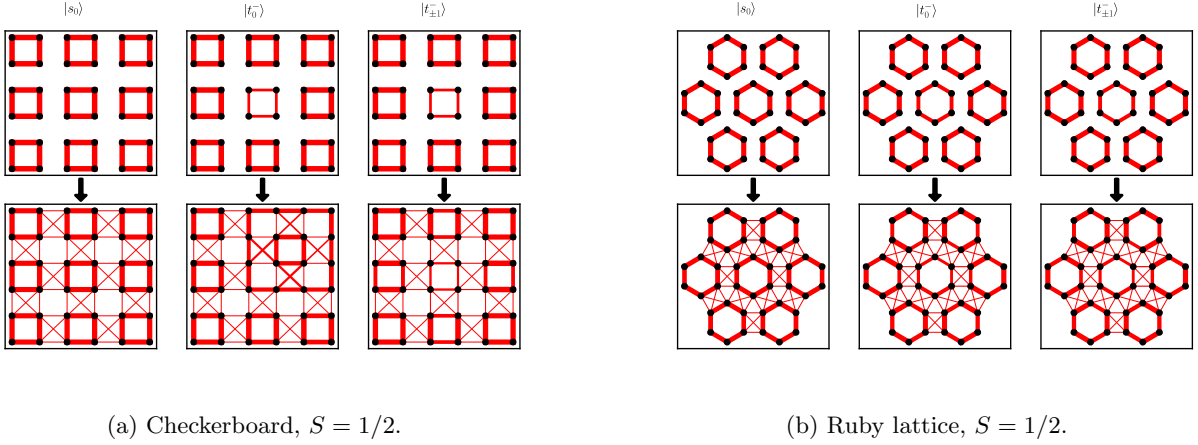 |s₀⟩ |t₀⁻⟩ |t₊₁⁻⟩ |s₀⟩ |t₀⁻⟩ |t₊₁⁻⟩
(a) Checkerboard, S = 1/2. (b) Ruby lattice, S = 1/2.